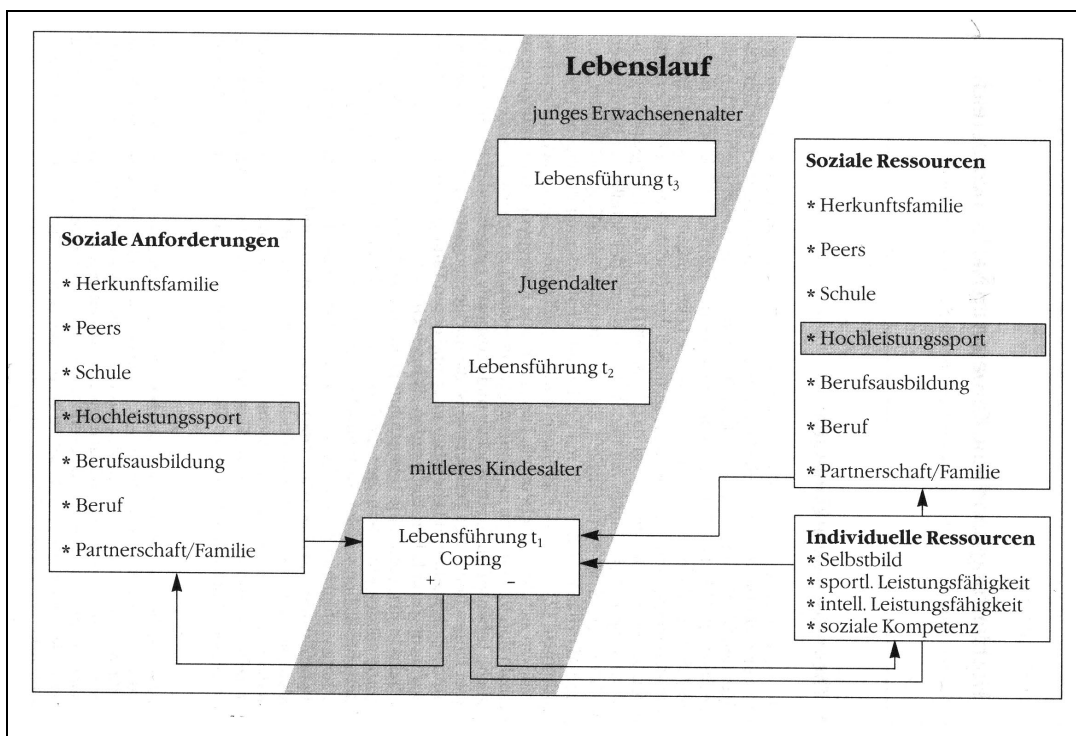 Lebenslauf
junges Erwachsenenalter
Lebensführung t₃
Jugendalter
Lebensführung t₂
mittleres Kindesalter
Lebensführung t₁
Coping
+ −
Soziale Anforderungen
* Herkunftsfamilie
* Peers
* Schule
* Hochleistungssport
* Berufsausbildung
* Beruf
* Partnerschaft/Familie
Soziale Ressourcen
* Herkunftsfamilie
* Peers
* Schule
* Hochleistungssport
* Berufsausbildung
* Beruf
* Partnerschaft/Familie
Individuelle Ressourcen
* Selbstbild
* sportl. Leistungsfähigkeit
* intell. Leistungsfähigkeit
* soziale Kompetenz